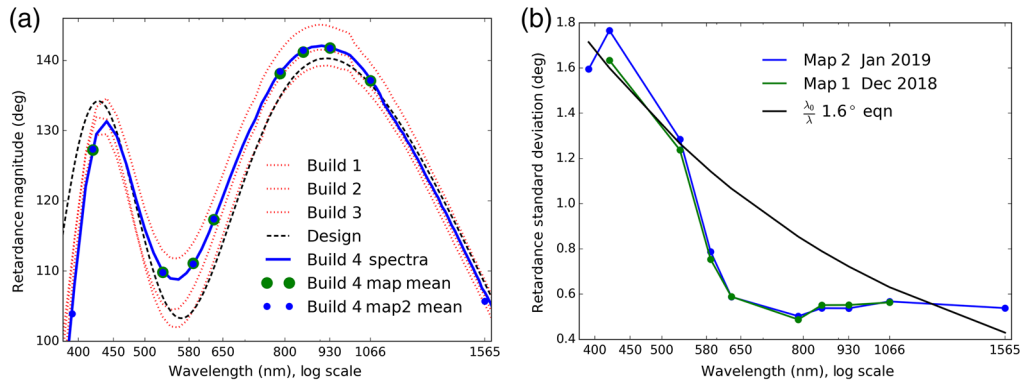 (a)
Retardance magnitude (deg)
140
130
120
110
100
Build 1
Build 2
Build 3
Design
Build 4 spectra
Build 4 map mean
Build 4 map2 mean
400 450 500 580 650 800 930 1066 1565
Wavelength (nm), log scale
(b)
Retardance standard deviation (deg)
1.8
1.6
1.4
1.2
1.0
0.8
0.6
0.4
Map 2 Jan 2019
Map 1 Dec 2018
λ₀/λ 1.6° eqn
400 450 500 580 650 800 930 1066 1565
Wavelength (nm), log scale